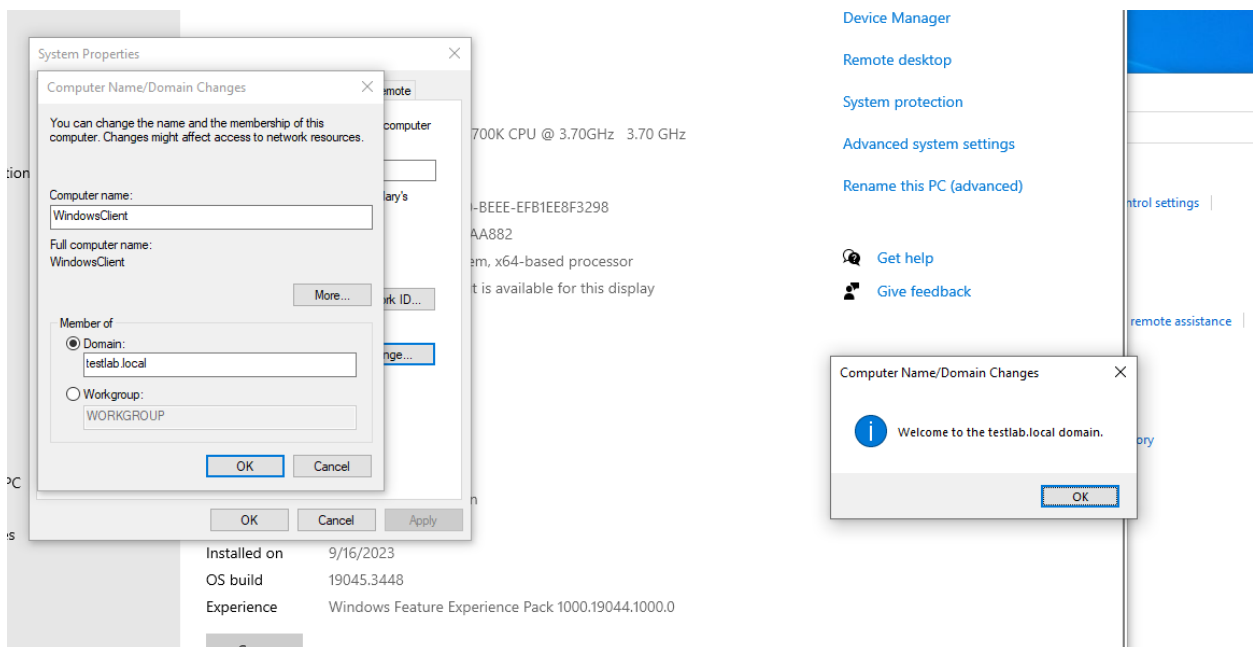 System Properties
Computer Name/Domain Changes
You can change the name and the membership of this
computer. Changes might affect access to network resources.
Computer name:
WindowsClient
Full computer name:
WindowsClient
More...
Member of
Domain:
testlab.local
Workgroup:
WORKGROUP
OK Cancel
emote
computer
lary's
ork ID...
nge...
OK Cancel Apply
tion
PC
es
700K CPU @ 3.70GHz 3.70 GHz
-BEEE-EFB1EE8F3298
AA882
em, x64-based processor
t is available for this display
n
Installed on 9/16/2023
OS build 19045.3448
Experience Windows Feature Experience Pack 1000.19044.1000.0
Device Manager
Remote desktop
System protection
Advanced system settings
Rename this PC (advanced)
Get help
Give feedback
Computer Name/Domain Changes
Welcome to the testlab.local domain.
OK
ntrol settings
remote assistance
ory